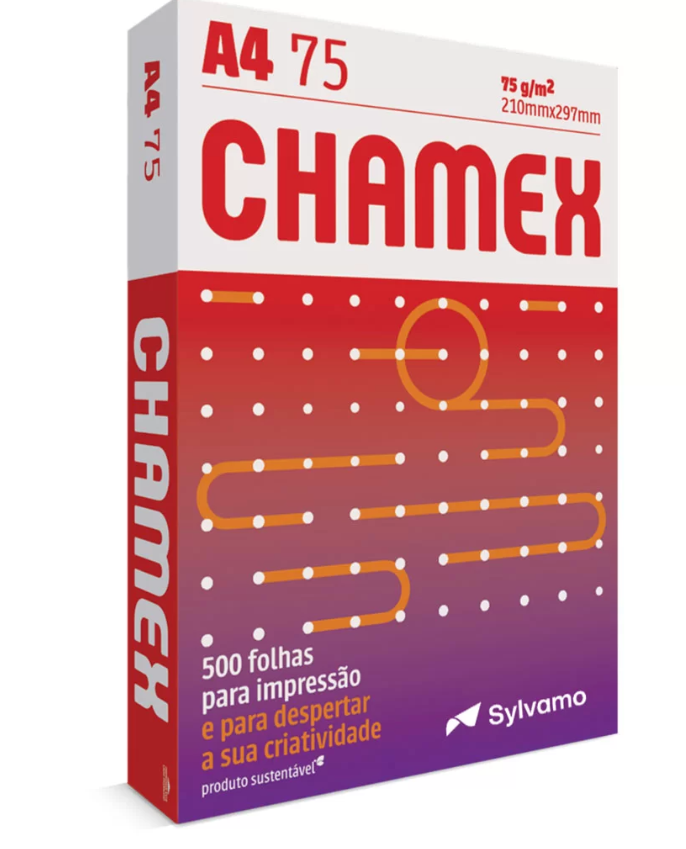 A4 75
75 g/m²
210mmx297mm
CHAMEX
500 folhas
para impressão
e para despertar
a sua criatividade
produto sustentável
Sylvamo
A4 75
CHAMEX